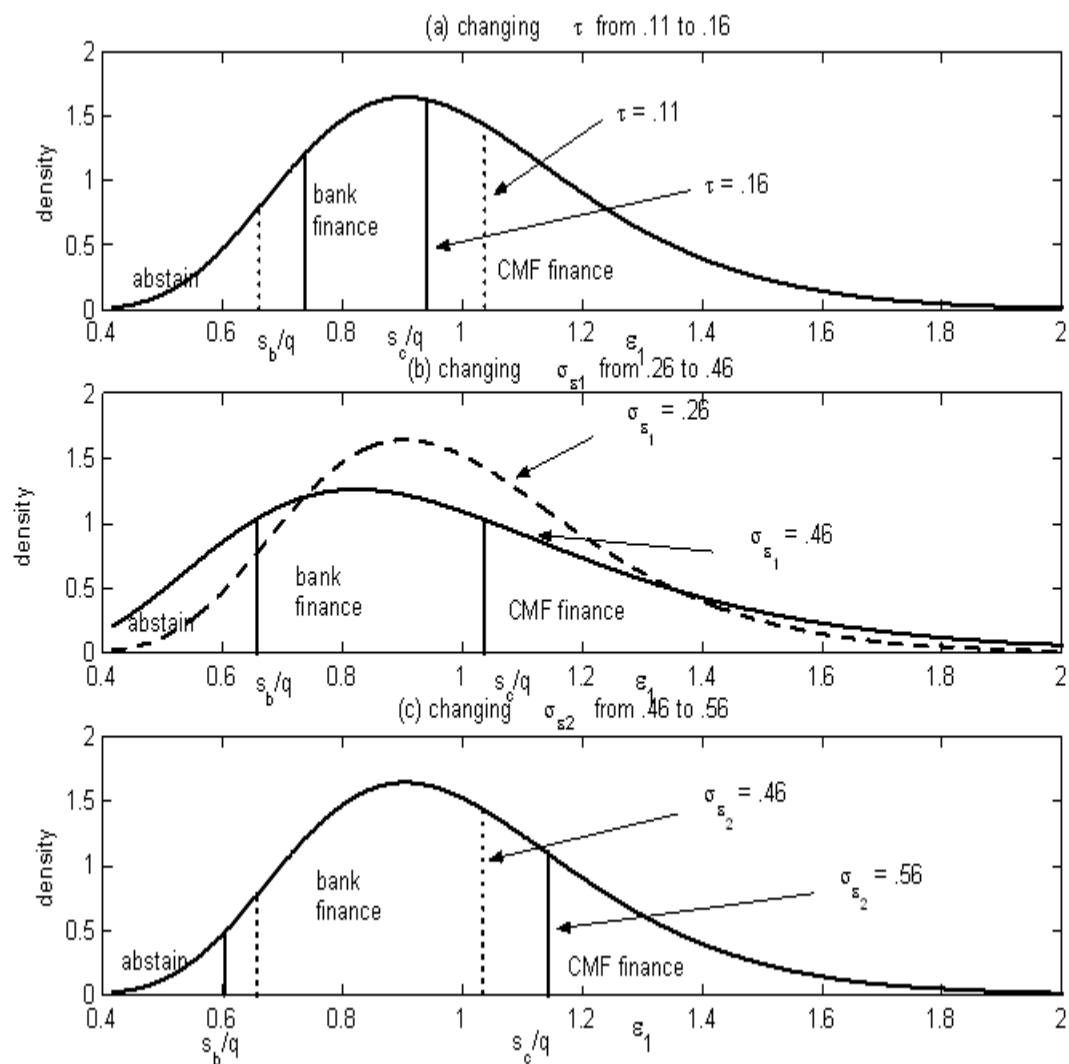 (a) changing τ from .11 to .16
2
1.5
1
0.5
0
density
τ = .11
τ = .16
bank
finance
abstain
CMF finance
0.4 0.6 0.8 1 1.2 1.4 1.6 1.8 2
s_b/q s_c/q ε_1
(b) changing σ_ε1 from .26 to .46
2
1.5
1
0.5
0
density
σ_ε_1 = .26
σ_ε_1 = .46
bank
finance
abstain
CMF finance
0.4 0.6 0.8 1 1.2 1.4 1.6 1.8 2
s_b/q s_c/q ε_1
(c) changing σ_ε2 from .46 to .56
2
1.5
1
0.5
0
density
σ_ε_2 = .46
σ_ε_2 = .56
bank
finance
abstain
CMF finance
0.4 0.6 0.8 1 1.2 1.4 1.6 1.8 2
s_b/q s_c/q ε_1